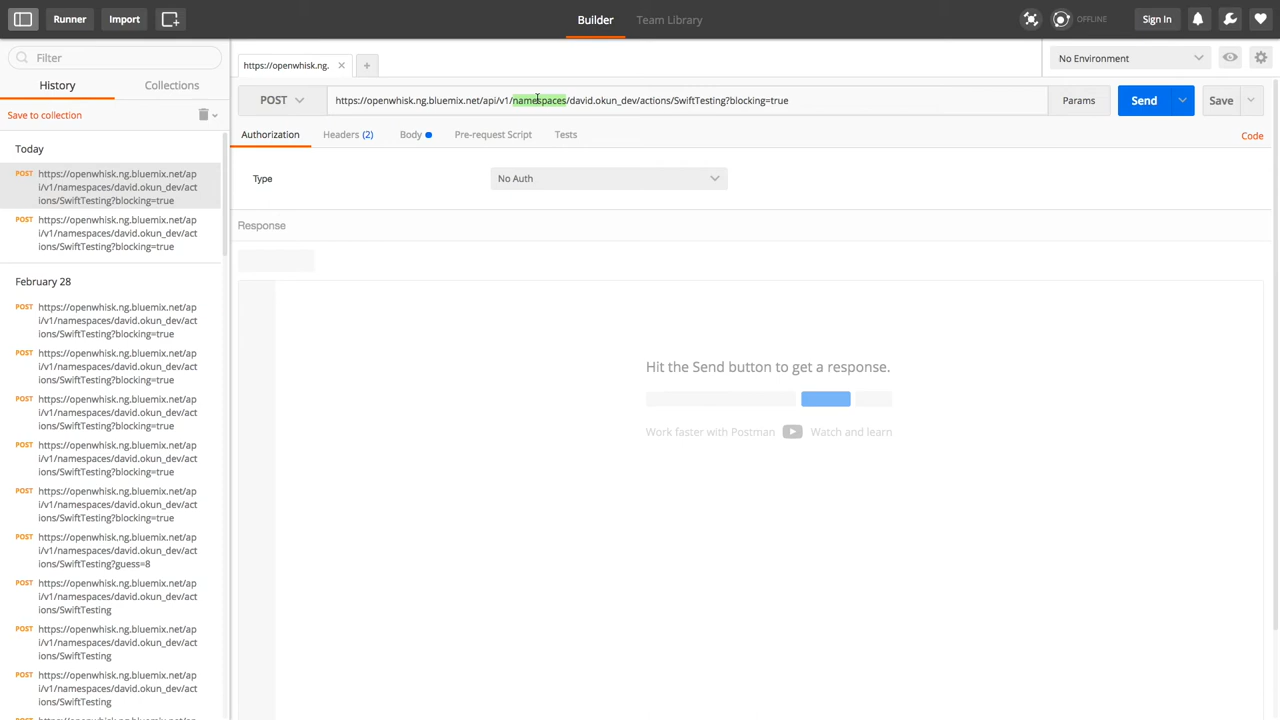 Runner
Import
Builder
Team Library
OFFLINE
Sign In
Filter
History
Collections
Save to collection
Today
POST https://openwhisk.ng.bluemix.net/ap
i/v1/namespaces/david.okun_dev/act
ions/SwiftTesting?blocking=true
POST https://openwhisk.ng.bluemix.net/ap
i/v1/namespaces/david.okun_dev/act
ions/SwiftTesting?blocking=true
February 28
POST https://openwhisk.ng.bluemix.net/ap
i/v1/namespaces/david.okun_dev/act
ions/SwiftTesting?blocking=true
POST https://openwhisk.ng.bluemix.net/ap
i/v1/namespaces/david.okun_dev/act
ions/SwiftTesting?blocking=true
POST https://openwhisk.ng.bluemix.net/ap
i/v1/namespaces/david.okun_dev/act
ions/SwiftTesting?blocking=true
POST https://openwhisk.ng.bluemix.net/ap
i/v1/namespaces/david.okun_dev/act
ions/SwiftTesting?blocking=true
POST https://openwhisk.ng.bluemix.net/ap
i/v1/namespaces/david.okun_dev/act
ions/SwiftTesting?blocking=true
POST https://openwhisk.ng.bluemix.net/ap
i/v1/namespaces/david.okun_dev/act
ions/SwiftTesting?guess=8
POST https://openwhisk.ng.bluemix.net/ap
i/v1/namespaces/david.okun_dev/act
ions/SwiftTesting
POST https://openwhisk.ng.bluemix.net/ap
i/v1/namespaces/david.okun_dev/act
ions/SwiftTesting
POST https://openwhisk.ng.bluemix.net/ap
i/v1/namespaces/david.okun_dev/act
ions/SwiftTesting
https://openwhisk.ng.
No Environment
POST
https://openwhisk.ng.bluemix.net/api/v1/namespaces/david.okun_dev/actions/SwiftTesting?blocking=true
Params
Send
Save
Authorization
Headers (2)
Body
Pre-request Script
Tests
Code
Type
No Auth
Response
Hit the Send button to get a response.
Work faster with Postman
Watch and learn